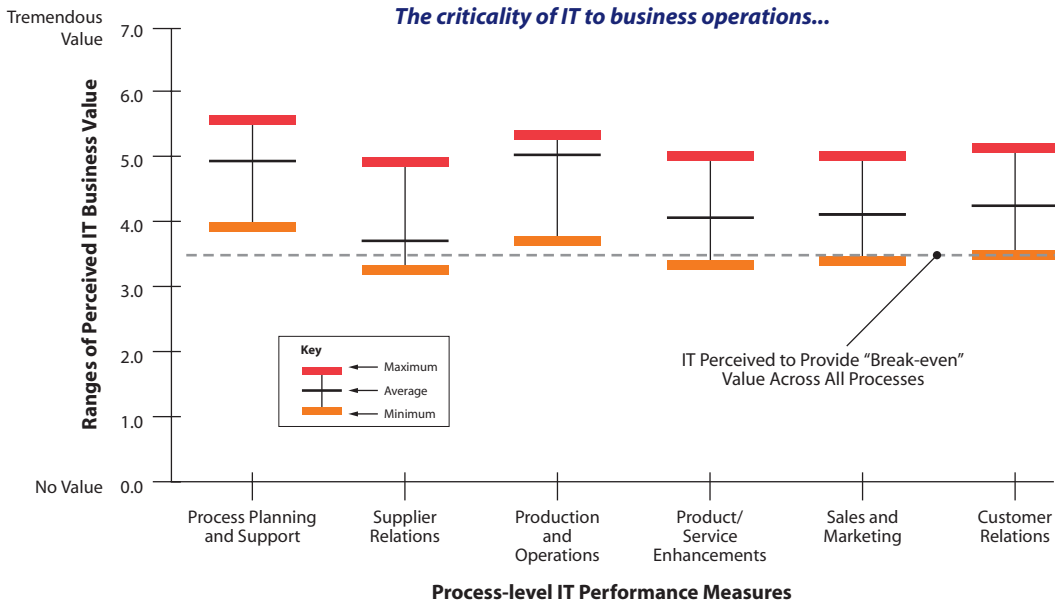 The criticality of IT to business operations...
Tremendous
Value
7.0
6.0
5.0
4.0
3.0
2.0
1.0
No Value
0.0
Ranges of Perceived IT Business Value
Key
Maximum
Average
Minimum
IT Perceived to Provide “Break-even”
Value Across All Processes
Process Planning
and Support
Supplier
Relations
Production
and
Operations
Product/
Service
Enhancements
Sales and
Marketing
Customer
Relations
Process-level IT Performance Measures